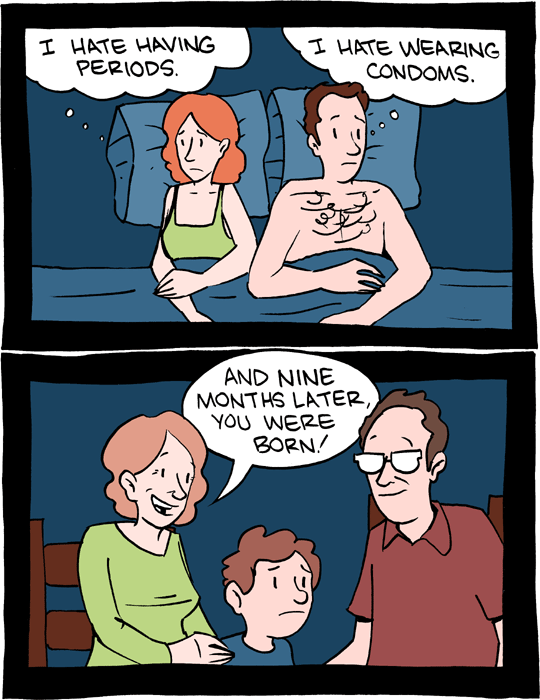 I HATE HAVING
PERIODS.
I HATE WEARING
CONDOMS.
AND NINE
MONTHS LATER,
YOU WERE
BORN!